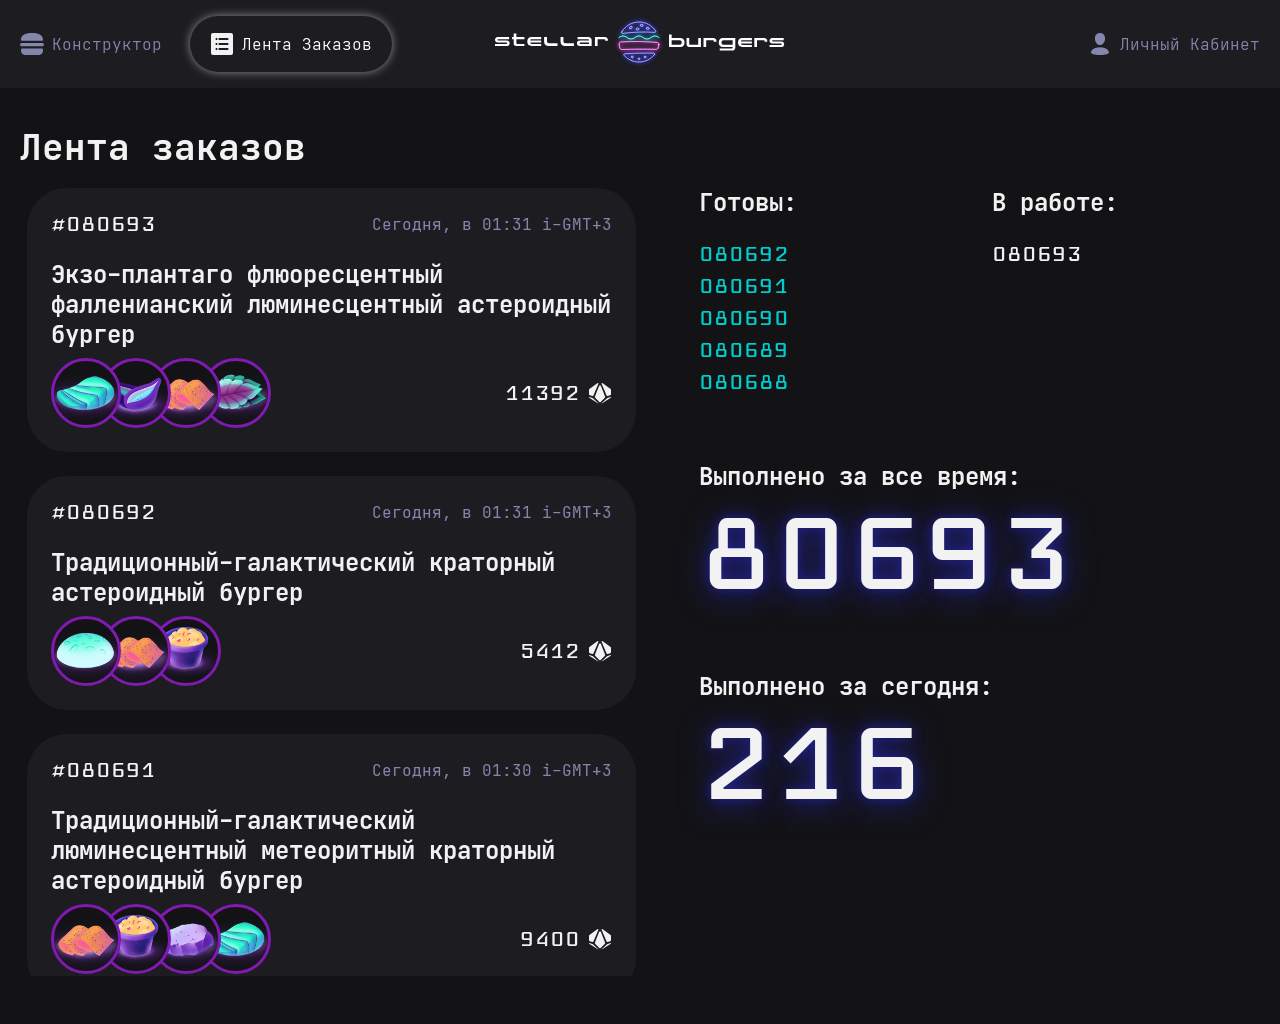 Конструктор
Лента Заказов
stellar burgers
Личный Кабинет
Лента заказов
#080693
Сегодня, в 01:31 i-GMT+3
Экзо-плантаго флюоресцентный
фалленианский люминесцентный астероидный
бургер
11392
#080692
Сегодня, в 01:31 i-GMT+3
Традиционный-галактический краторный
астероидный бургер
5412
#080691
Сегодня, в 01:30 i-GMT+3
Традиционный-галактический
люминесцентный метеоритный краторный
астероидный бургер
9400
Готовы:
080692
080691
080690
080689
080688
В работе:
080693
Выполнено за все время:
80693
Выполнено за сегодня:
216